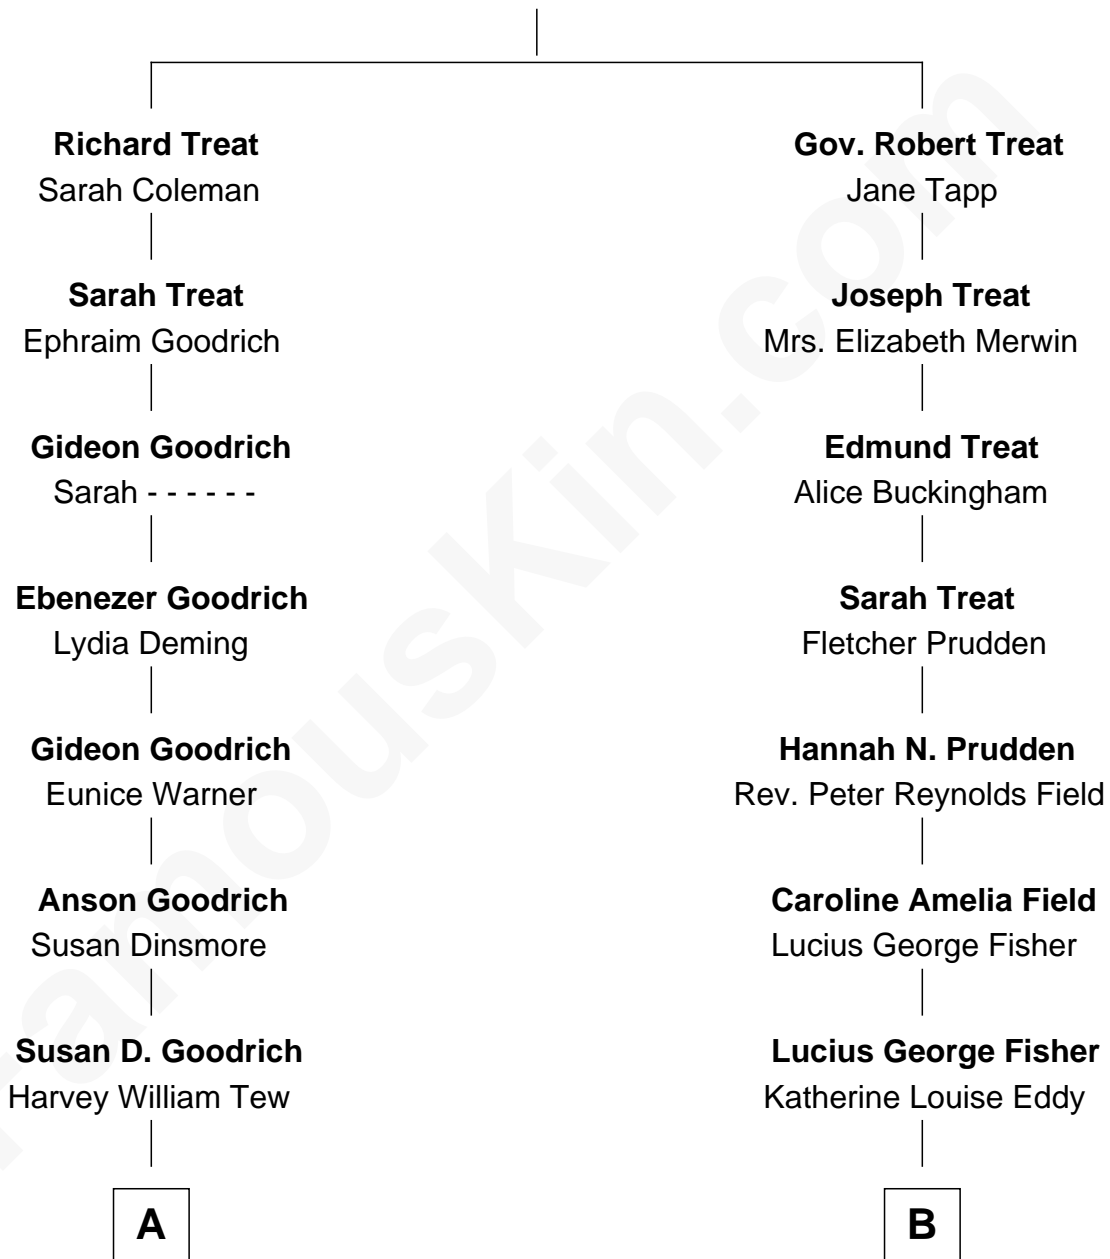 Richard Treat
Sarah Coleman
Gov. Robert Treat
Jane Tapp
Sarah Treat
Ephraim Goodrich
Joseph Treat
Mrs. Elizabeth Merwin
Gideon Goodrich
Sarah - - - - - -
Edmund Treat
Alice Buckingham
Ebenezer Goodrich
Lydia Deming
Sarah Treat
Fletcher Prudden
Gideon Goodrich
Eunice Warner
Hannah N. Prudden
Rev. Peter Reynolds Field
Anson Goodrich
Susan Dinsmore
Caroline Amelia Field
Lucius George Fisher
Susan D. Goodrich
Harvey William Tew
Lucius George Fisher
Katherine Louise Eddy
A
B
FamousKin.com